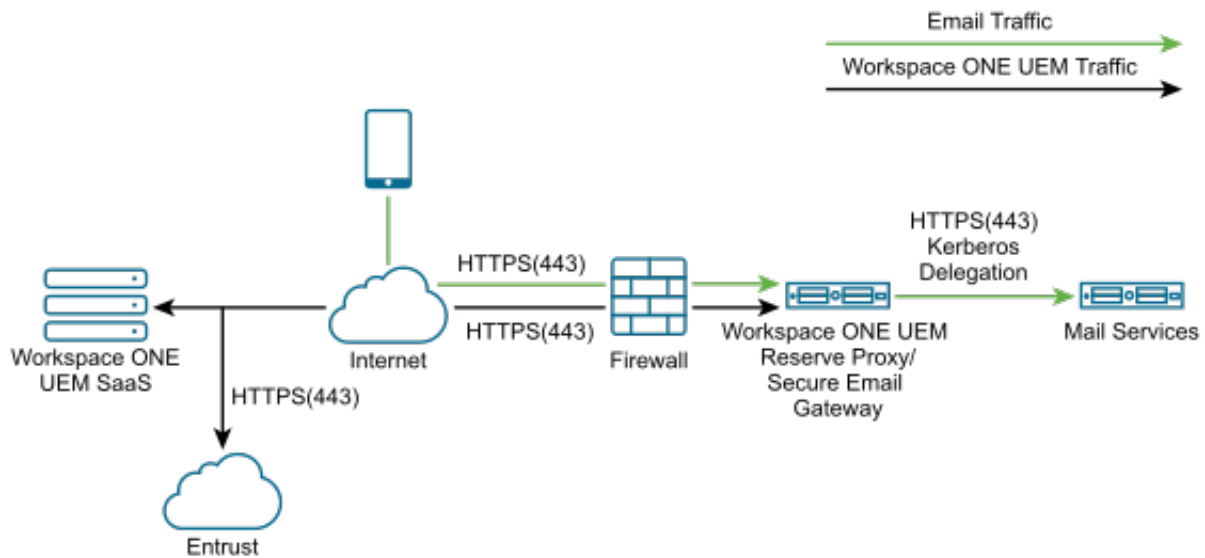 Email Traffic
Workspace ONE UEM Traffic
HTTPS(443)
HTTPS(443)
Kerberos
Delegation
HTTPS(443)
Workspace ONE
UEM SaaS
Internet
Firewall
Workspace ONE UEM
Reserve Proxy/
Secure Email
Gateway
Mail Services
HTTPS(443)
Entrust